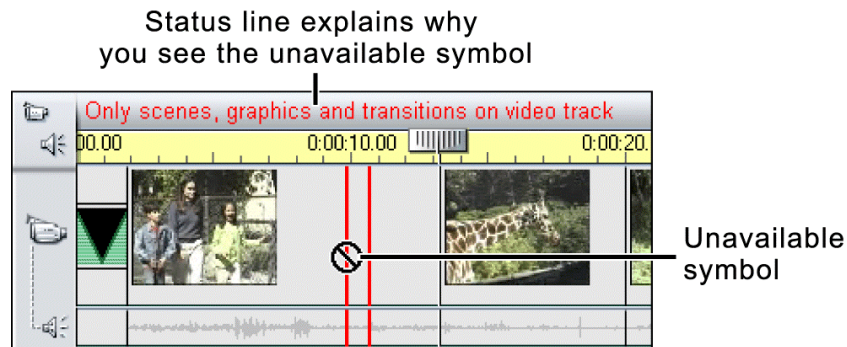 Status line explains why
you see the unavailable symbol
Only scenes, graphics and transitions on video track
00.00 0:00:10.00 0:00:20.
Unavailable
symbol